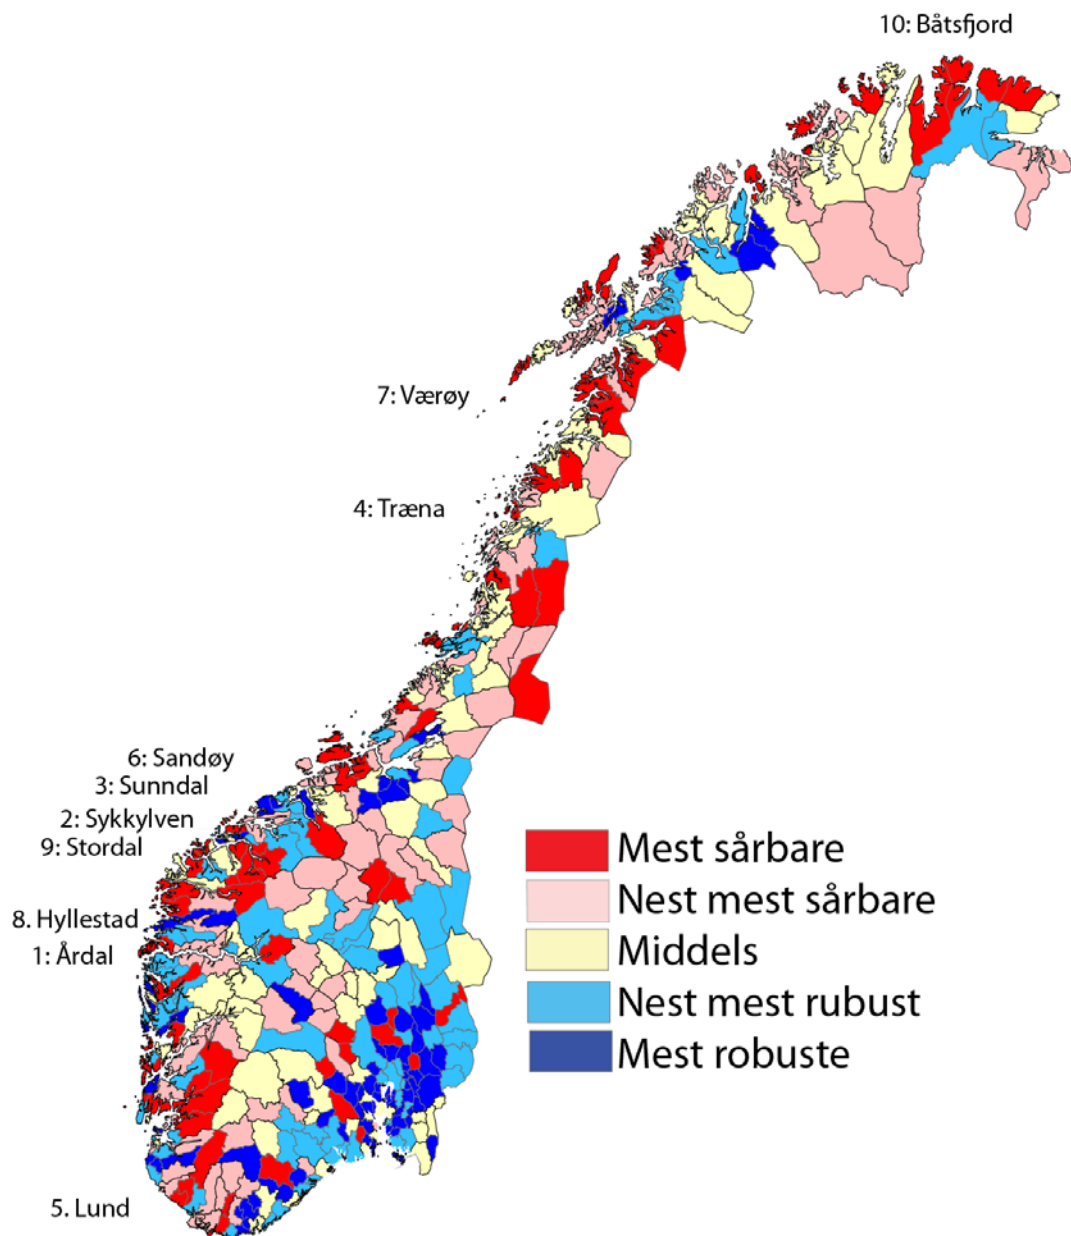 10: Båtsfjord
7: Værøy
4: Træna
6: Sandøy
3: Sunndal
2: Sykkylven
9: Stordal
8. Hyllestad
1: Årdal
5. Lund
Mest sårbare
Nest mest sårbare
Middels
Nest mest rubust
Mest robuste